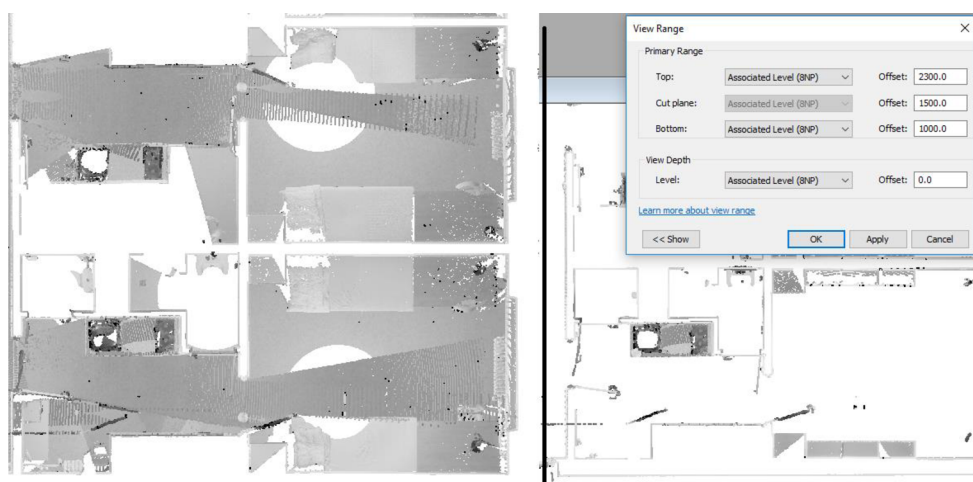 View Range
Primary Range
Top: Associated Level (8NP) Offset: 2300.0
Cut plane: Associated Level (8NP) Offset: 1500.0
Bottom: Associated Level (8NP) Offset: 1000.0
View Depth
Level: Associated Level (8NP) Offset: 0.0
Learn more about view range
<< Show OK Apply Cancel